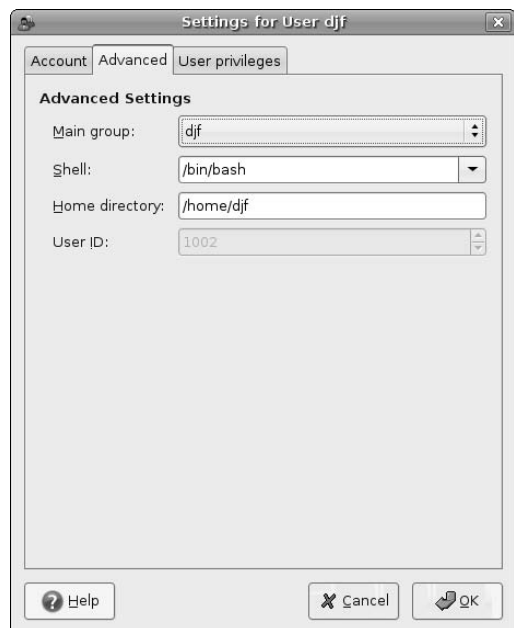 Settings for User djf
Account Advanced User privileges
Advanced Settings
Main group: djf
Shell: /bin/bash
Home directory: /home/djf
User ID: 1002
Help Cancel OK